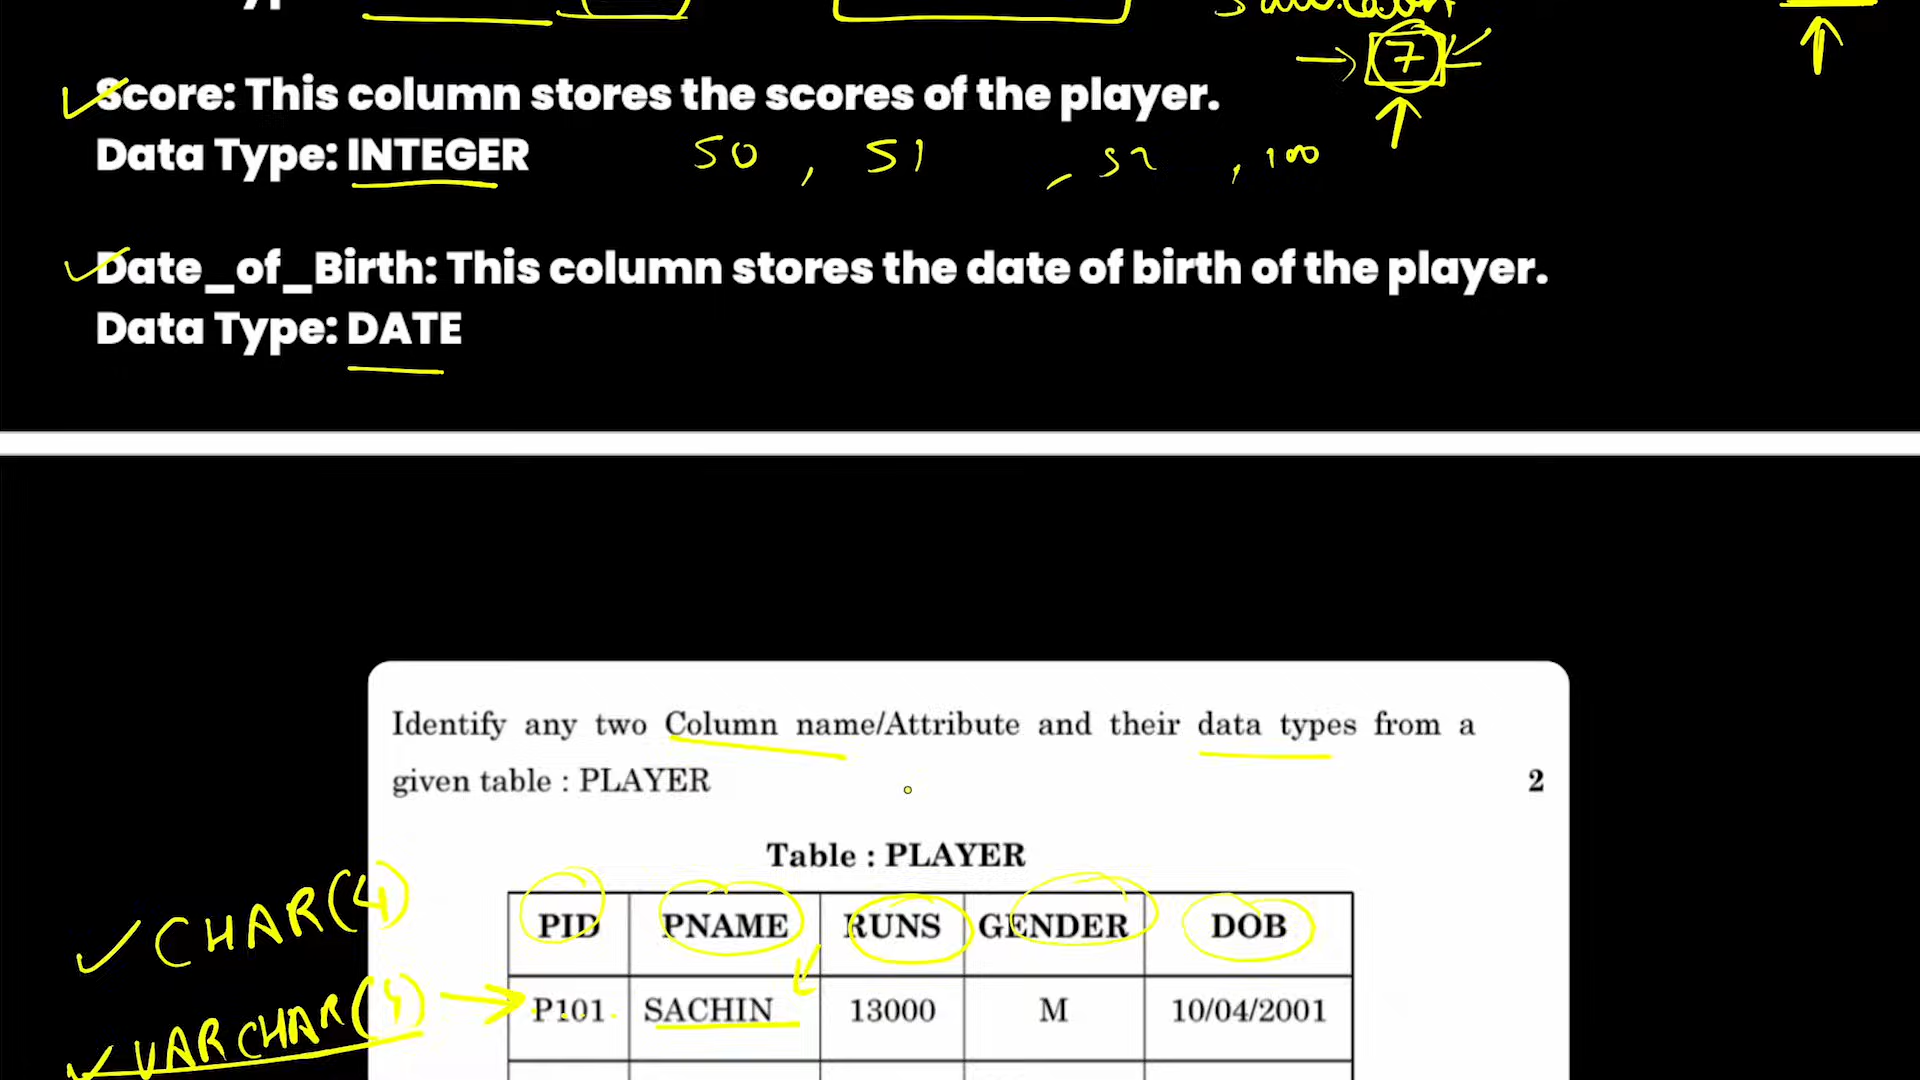 7
Score: This column stores the scores of the player.
Data Type: INTEGER 50 , 51 , 52 , 100
Date_of_Birth: This column stores the date of birth of the player.
Data Type: DATE
Identify any two Column name/Attribute and their data types from a
given table : PLAYER 2
Table : PLAYER
CHAR(4)
PID PNAME RUNS GENDER DOB
VARCHAR(4)
P101 SACHIN 13000 M 10/04/2001